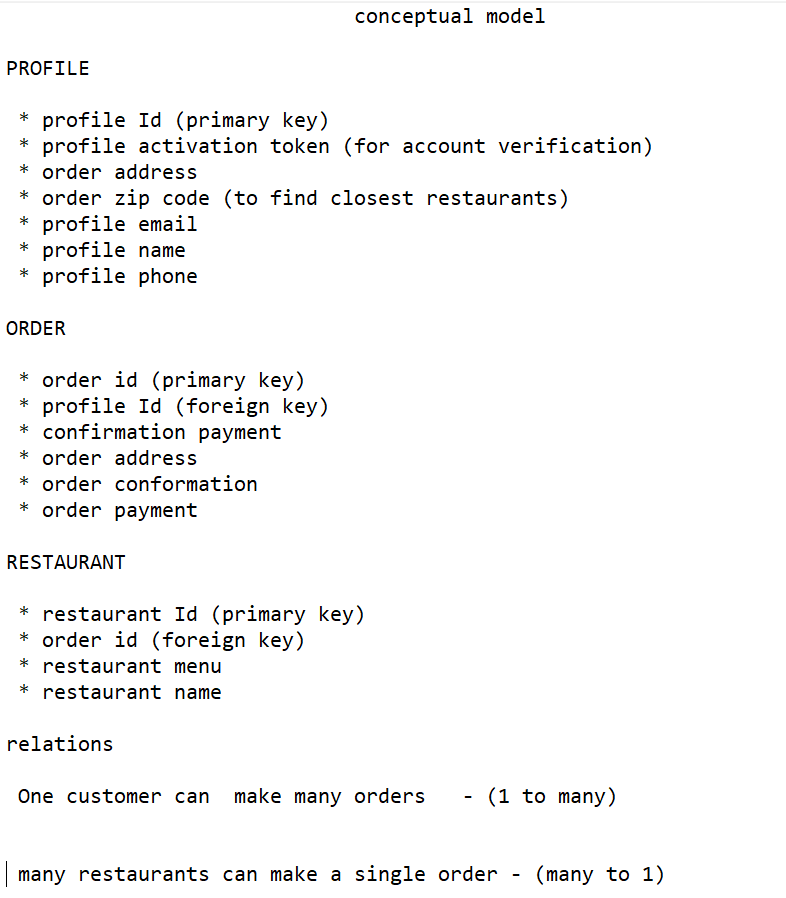 conceptual model
PROFILE
* profile Id (primary key)
* profile activation token (for account verification)
* order address
* order zip code (to find closest restaurants)
* profile email
* profile name
* profile phone
ORDER
* order id (primary key)
* profile Id (foreign key)
* confirmation payment
* order address
* order conformation
* order payment
RESTAURANT
* restaurant Id (primary key)
* order id (foreign key)
* restaurant menu
* restaurant name
relations
One customer can  make many orders   - (1 to many)
many restaurants can make a single order - (many to 1)